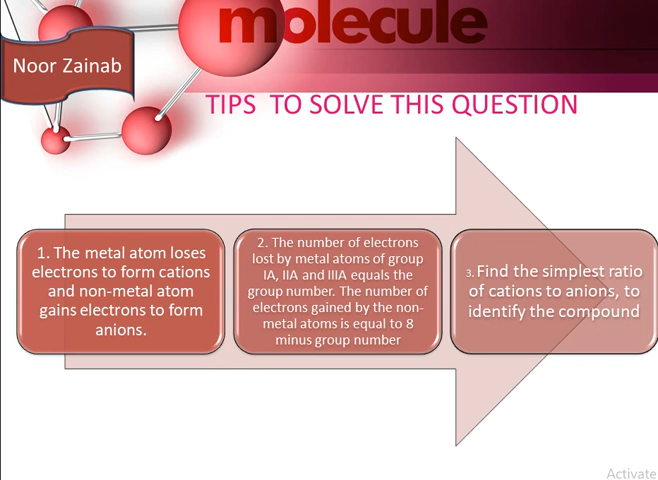 molecule
Noor Zainab
TIPS TO SOLVE THIS QUESTION
1. The metal atom loses
electrons to form cations
and non-metal atom
gains electrons to form
anions.
2. The number of electrons
lost by metal atoms of group
IA, IIA and IIIA equals the
group number. The number of
electrons gained by the non-
metal atoms is equal to 8
minus group number
3. Find the simplest ratio
of cations to anions, to
identify the compound
Activate